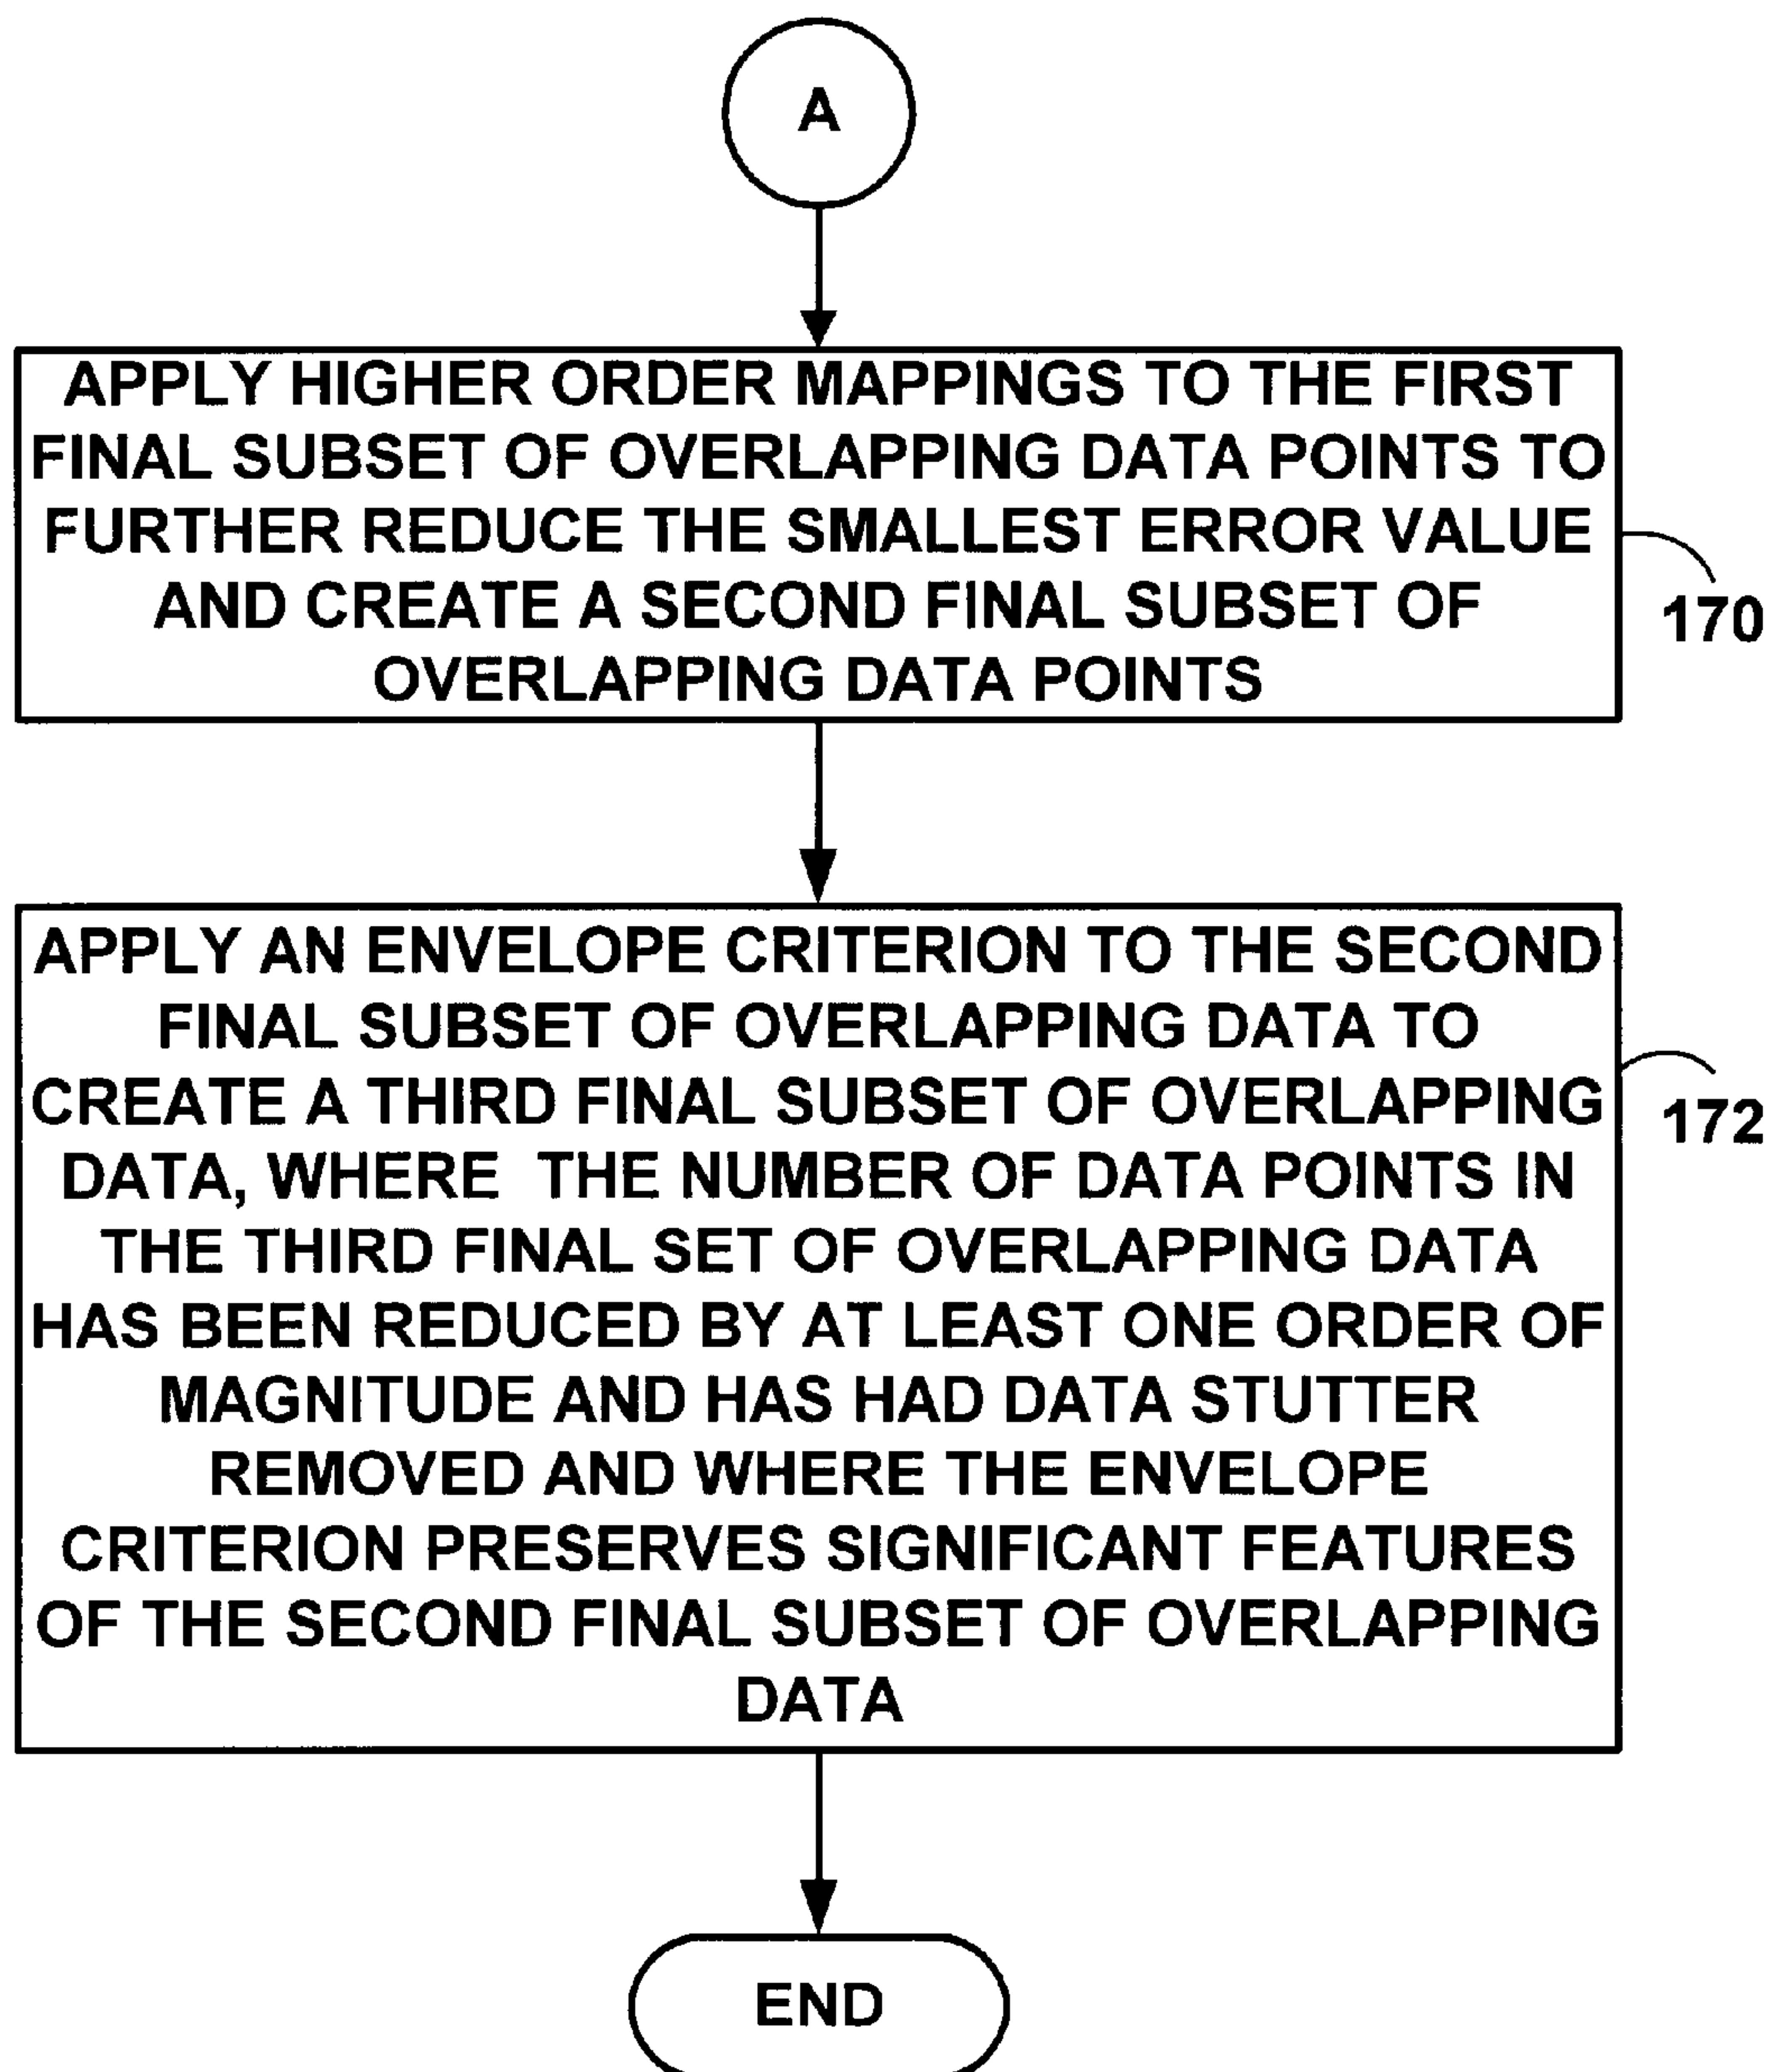 A
APPLY HIGHER ORDER MAPPINGS TO THE FIRST
FINAL SUBSET OF OVERLAPPING DATA POINTS TO
FURTHER REDUCE THE SMALLEST ERROR VALUE
AND CREATE A SECOND FINAL SUBSET OF
OVERLAPPING DATA POINTS
170
APPLY AN ENVELOPE CRITERION TO THE SECOND
FINAL SUBSET OF OVERLAPPING DATA TO
CREATE A THIRD FINAL SUBSET OF OVERLAPPING
DATA, WHERE THE NUMBER OF DATA POINTS IN
THE THIRD FINAL SET OF OVERLAPPING DATA
HAS BEEN REDUCED BY AT LEAST ONE ORDER OF
MAGNITUDE AND HAS HAD DATA STUTTER
REMOVED AND WHERE THE ENVELOPE
CRITERION PRESERVES SIGNIFICANT FEATURES
OF THE SECOND FINAL SUBSET OF OVERLAPPING
DATA
172
END